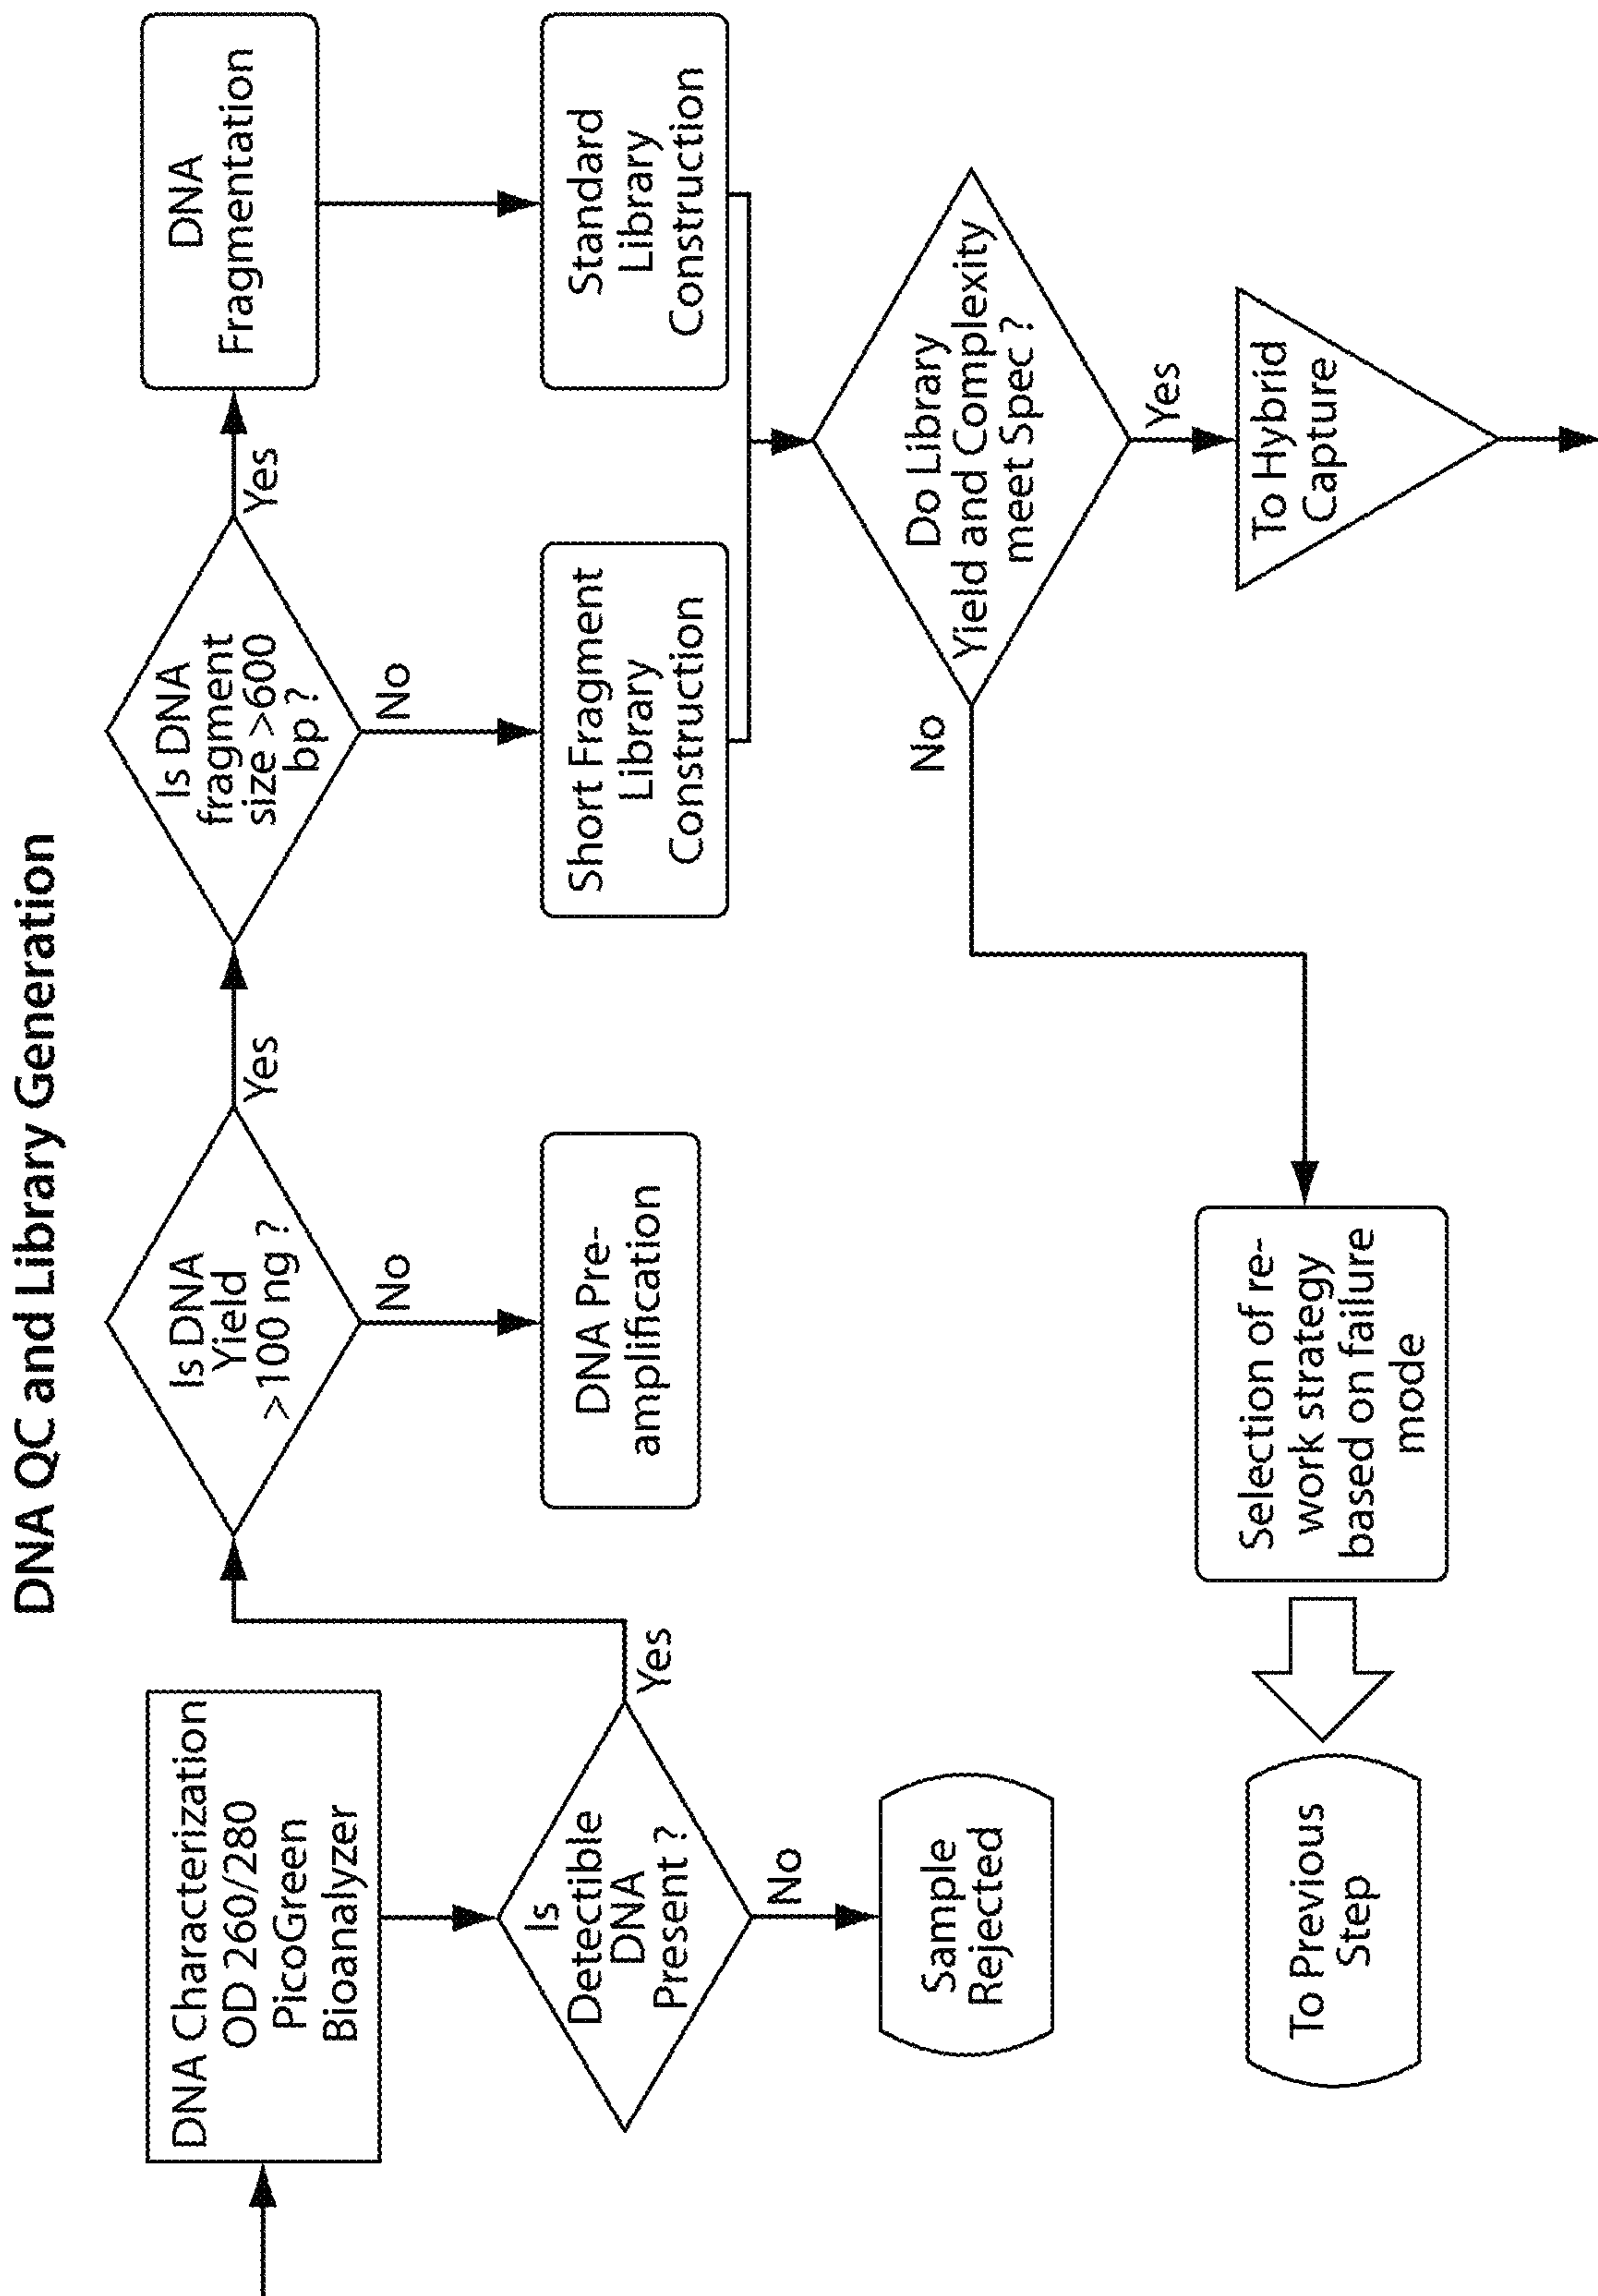 DNA QC and Library Generation
DNA Characterization
OD 260/280
PicoGreen
Bioanalyzer
Is
Detectible
DNA
Present ?
Yes
No
Sample
Rejected
Is DNA
Yield
>100 ng ?
Yes
No
DNA Pre-
amplification
Is DNA
fragment
size >600
bp ?
Yes
No
DNA
Fragmentation
Short Fragment
Library
Construction
Standard
Library
Construction
Do Library
Yield and Complexity
meet Spec ?
No
Yes
To Hybrid
Capture
Selection of re-
work strategy
based on failure
mode
To Previous
Step